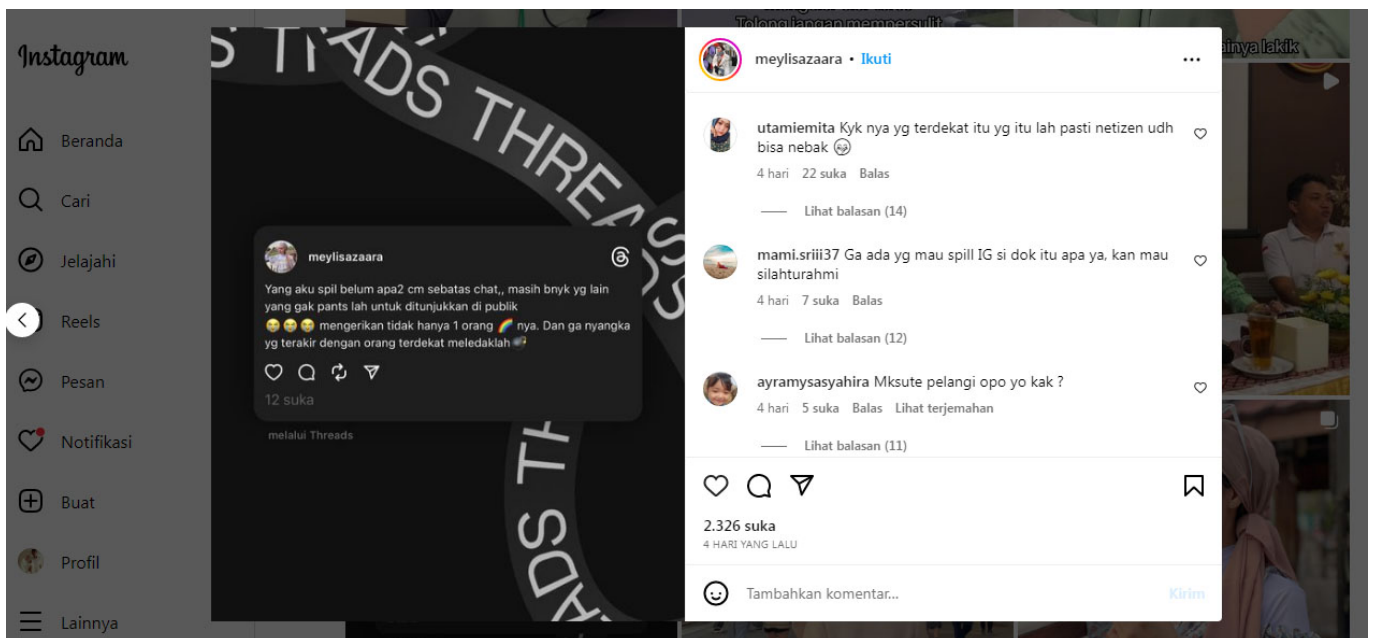 Instagram
Beranda
Cari
Jelajahi
Reels
Pesan
Notifikasi
Buat
Profil
Lainnya
Tolong jangan mempersulit
lakik
THREADS
THREADS
meylisazaara
Yang aku spil belum apa2 cm sebatas chat,, masih bnyk yg lain
yang gak pants lah untuk ditunjukkan di publik
😭😭😭 mengerikan tidak hanya 1 orang 🌈 nya. Dan ga nyangka
yg terakir dengan orang terdekat meledaklah💣
12 suka
melalui Threads
meylisazaara • Ikuti
utamiemita Kyk nya yg terdekat itu yg itu lah pasti netizen udh
bisa nebak 🤭
4 hari 22 suka Balas
Lihat balasan (14)
mami.sriii37 Ga ada yg mau spill IG si dok itu apa ya, kan mau
silahturahmi
4 hari 7 suka Balas
Lihat balasan (12)
ayramysasyahira Mksute pelangi opo yo kak ?
4 hari 5 suka Balas Lihat terjemahan
Lihat balasan (11)
2.326 suka
4 HARI YANG LALU
Tambahkan komentar...
Kirim